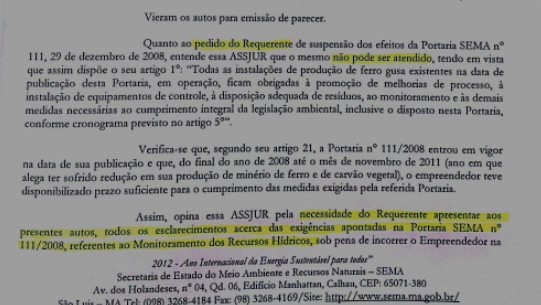 Vieram os autos para emissão de parecer.
Quanto ao pedido do Requerente de suspensão dos efeitos da Portaria SEMA nº
111, 29 de dezembro de 2008, entende essa ASSJUR que o mesmo não pode ser atendido, tendo em vista
que assim dispõe o seu artigo 1º: "Todas as instalações de produção de ferro gusa existentes na data de
publicação desta Portaria, em operação, ficam obrigadas à promoção de melhorias de processo, à
instalação de equipamentos de controle, à disposição adequada de resíduos, ao monitoramento e às demais
medidas necessárias ao cumprimento integral da legislação ambiental, inclusive o disposto nesta Portaria,
conforme cronograma previsto no artigo 5º".
Verifica-se que, segundo seu artigo 21, a Portaria nº 111/2008 entrou em vigor
na data de sua publicação e que, do final do ano de 2008 até o mês de novembro de 2011 (ano em que
alega ter sofrido redução em sua produção de minério de ferro e de carvão vegetal), o empreendedor teve
disponibilizado prazo suficiente para o cumprimento das medidas exigidas pela referida Portaria.
Assim, opina essa ASSJUR pela necessidade do Requerente apresentar aos
presentes autos, todos os esclarecimentos acerca das exigências apontadas na Portaria SEMA nº
111/2008, referentes ao Monitoramento dos Recursos Hídricos, sob pena de incorrer o Empreendedor na
2012 - Ano Internacional da Energia Sustentável para todos"
Secretaria de Estado do Meio Ambiente e Recursos Naturais – SEMA
Av. dos Holandeses, nº 04, Qd. 06, Edifício Manhattan, Calhau, CEP: 65071-380
São Luís – MA Tel: (098) 3268-4184 Fax: (98) 3268-4169/Site: http://www.sema.ma.gob.br/